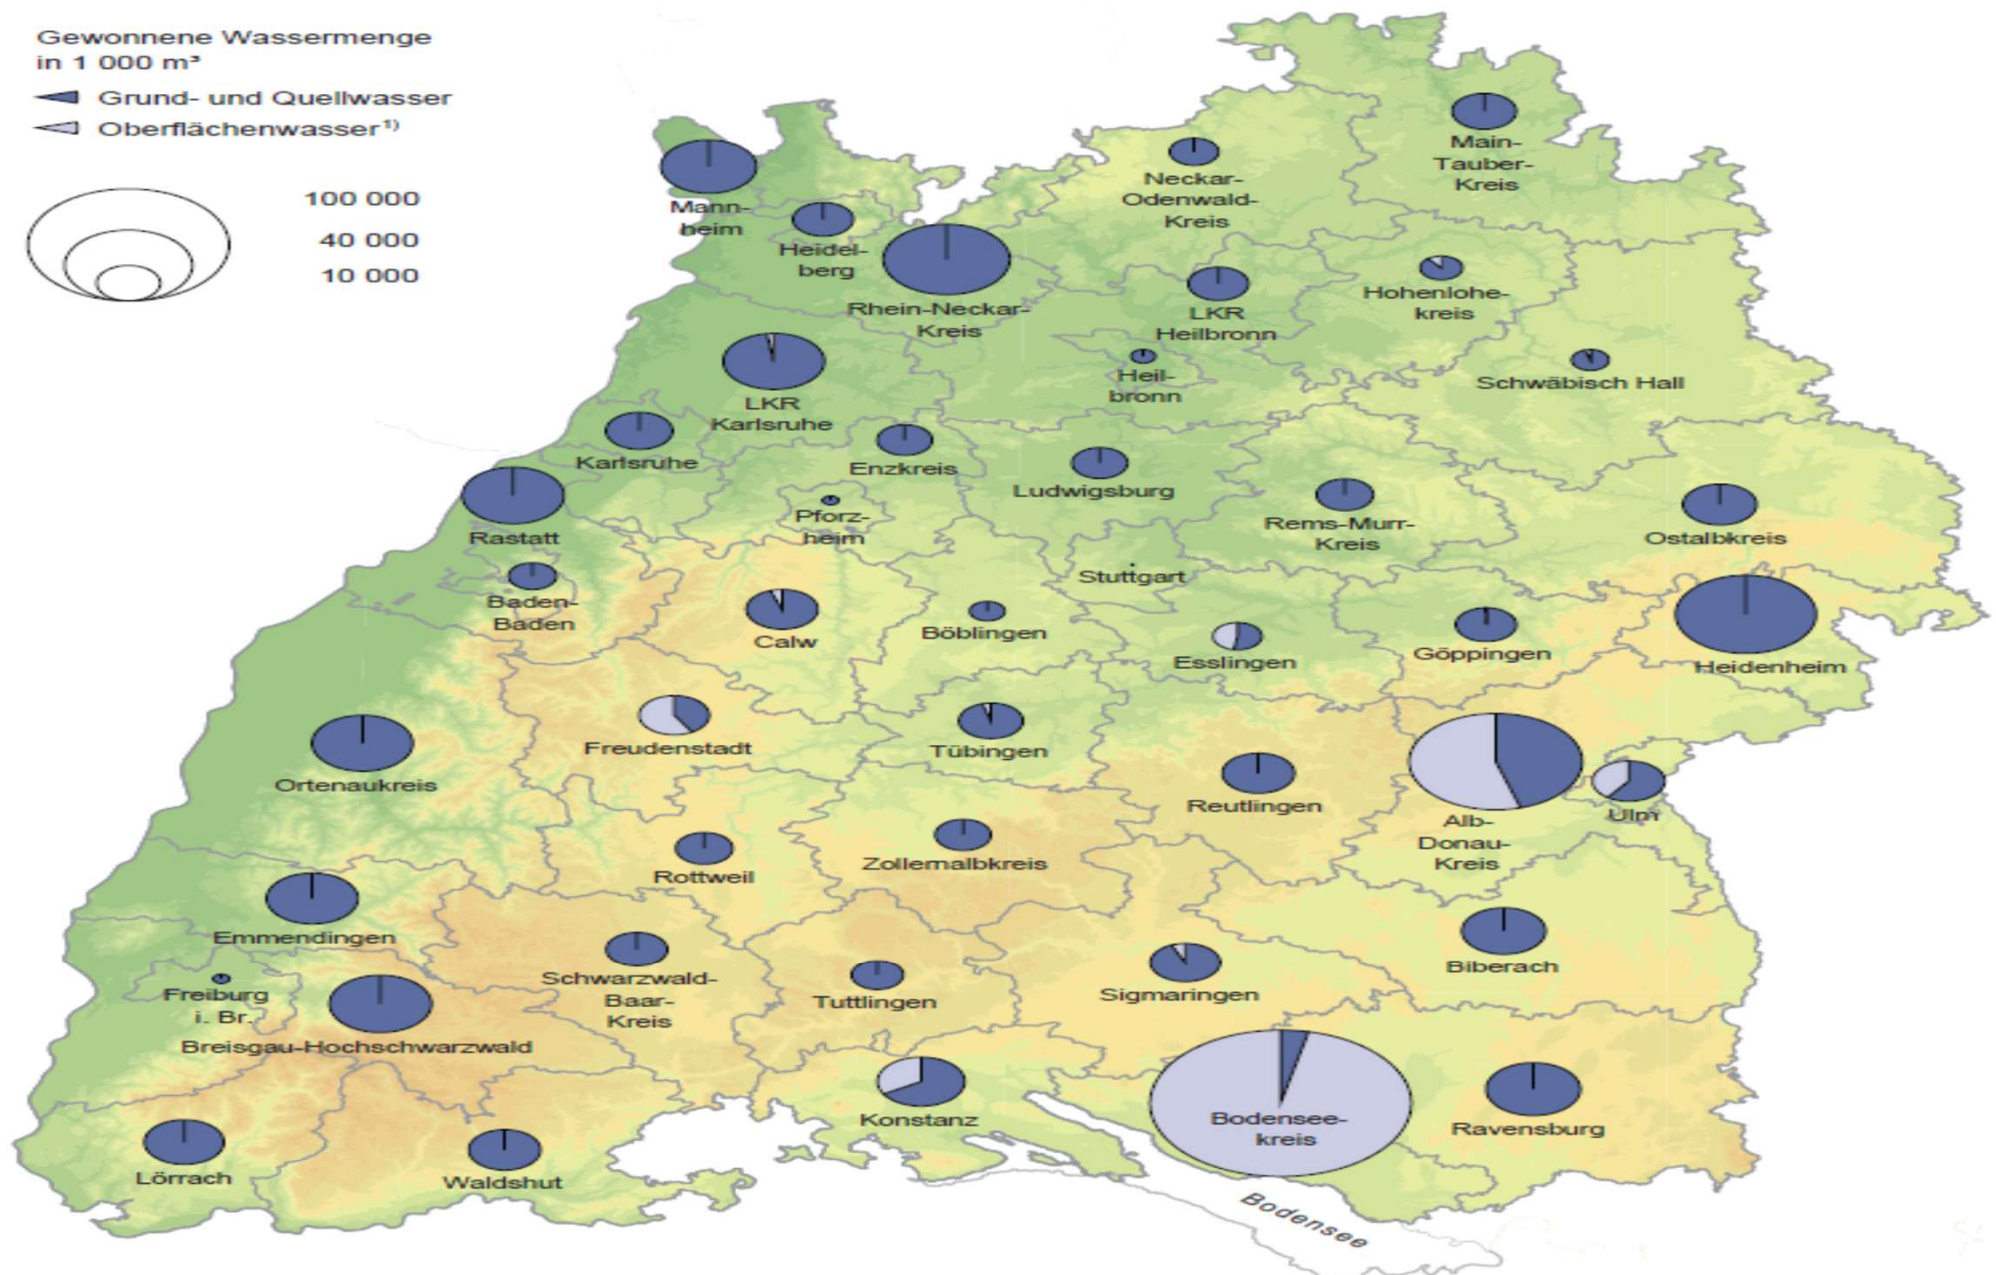 Gewonnene Wassermenge
in 1 000 m³
Grund- und Quellwasser
Oberflächenwasser¹⁾
100 000
40 000
10 000
Main-
Tauber-
Kreis
Neckar-
Odenwald-
Kreis
Mann-
heim
Heidel-
berg
Rhein-Neckar-
Kreis
LKR
Heilbronn
Hohenlohe-
kreis
Heil-
bronn
Schwäbisch Hall
LKR
Karlsruhe
Karlsruhe
Enzkreis
Ludwigsburg
Rems-Murr-
Kreis
Ostalbkreis
Rastatt
Pforz-
heim
Stuttgart
Baden-
Baden
Calw
Böblingen
Esslingen
Göppingen
Heidenheim
Freudenstadt
Tübingen
Ortenaukreis
Reutlingen
Alb-
Donau-
Kreis
Ulm
Rottweil
Zollernalbkreis
Emmendingen
Schwarzwald-
Baar-
Kreis
Tuttlingen
Sigmaringen
Biberach
Freiburg
i. Br.
Breisgau-Hochschwarzwald
Konstanz
Bodensee-
kreis
Ravensburg
Lörrach
Waldshut
Bodensee